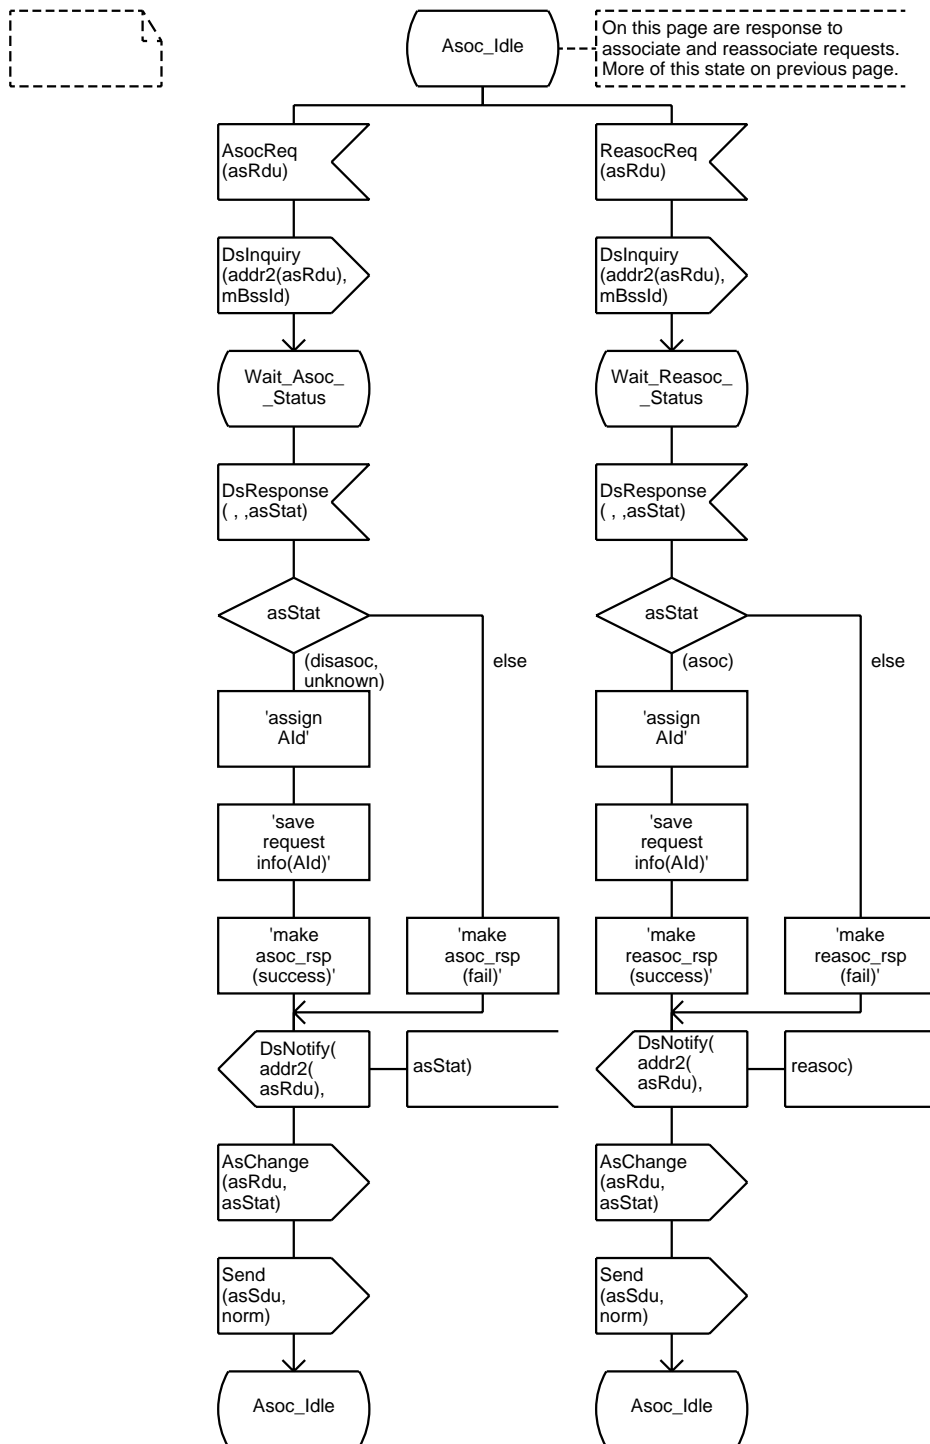 Asoc_Idle
On this page are response to
associate and reassociate requests.
More of this state on previous page.
AsocReq
(asRdu)
DsInquiry
(addr2(asRdu),
mBssId)
Wait_Asoc_
_Status
DsResponse
( , ,asStat)
asStat
(disasoc,
unknown)
else
'assign
AId'
'save
request
info(AId)'
'make
asoc_rsp
(success)'
'make
asoc_rsp
(fail)'
DsNotify(
addr2(
asRdu),
asStat)
AsChange
(asRdu,
asStat)
Send
(asSdu,
norm)
Asoc_Idle
ReasocReq
(asRdu)
DsInquiry
(addr2(asRdu),
mBssId)
Wait_Reasoc_
_Status
DsResponse
( , ,asStat)
asStat
(asoc)
else
'assign
AId'
'save
request
info(AId)'
'make
reasoc_rsp
(success)'
'make
reasoc_rsp
(fail)'
DsNotify(
addr2(
asRdu),
reasoc)
AsChange
(asRdu,
asStat)
Send
(asSdu,
norm)
Asoc_Idle